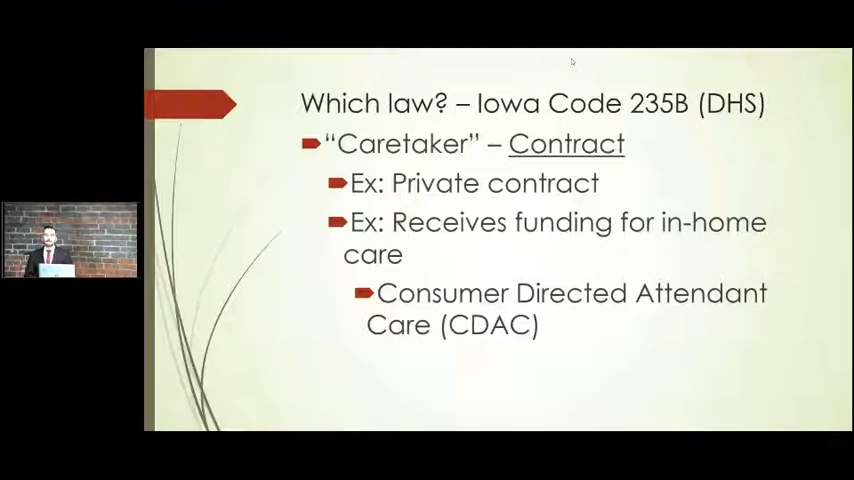 Which law? – Iowa Code 235B (DHS)
“Caretaker” – Contract
Ex: Private contract
Ex: Receives funding for in-home
care
Consumer Directed Attendant
Care (CDAC)